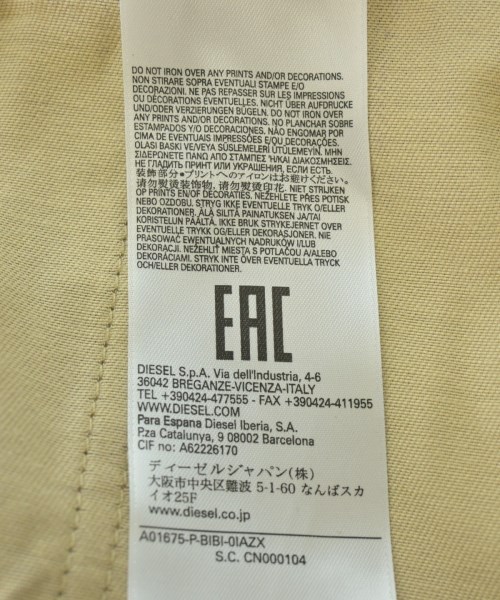 DO NOT IRON OVER ANY PRINTS AND/OR DECORATIONS.
NON STIRARE SOPRA EVENTUALI STAMPE E/O
DECORAZIONI. NE PAS REPASSER SUR LES IMPRESSIONS
OU DÉCORATIONS ÉVENTUELLES. NICHT ÜBER AUFDRUCKE
UND/ODER VERZIERUNGEN BÜGELN. DO NOT IRON OVER
ANY PRINTS AND/OR DECORATIONS. NO PLANCHAR SOBRE
ESTAMPADOS Y/O DECORACIONES. NÃO ENGOMAR POR
CIMA DE EVENTUAIS IMPRESSÕES E/OU DECORAÇÕES.
OLASI BASKI VE/VEYA SÜSLEMELERI ÜTÜLEMEYIN. ΜΗΝ
ΣΙΔΕΡΩΝΕΤΕ ΠΑΝΩ ΑΠΟ ΣΤΑΜΠΕΣ Ή/ΚΑΙ ΔΙΑΚΟΣΜΗΣΕΙΣ.
НЕ ГЛАДИТЬ ПРИНТ ИЛИ УКРАШЕНИЯ, ЕСЛИ ЕСТЬ.
装飾部分●プリントへのアイロンはお避けください。
请勿熨烫装饰物, 请勿熨烫印花. NIET STRIJKEN
OP PRINTS EN/OF DECORATIES. NEŽEHLETE PŘES POTISK
NEBO OZDOBU. STRYG IKKE EVENTUELLE TRYK O/ELLER
DEKORATIONER. ÄLÄ SILITÄ PAINATUKSEN JA/TAI
KORISTELUN PÄÄLTÄ. IKKE BRUK STRYKEJERNET OVER
EVENTUELLE TRYKK OG/ELLER DEKORASJONER. NIE
PRASOWAĆ EWENTUALNYCH NADRUKÓW I/LUB
DEKORACJI. NEŽEHLIŤ MIESTA S POTLAČOU A/ALEBO
DEKORÁCIAMI. STRYK INTE ÖVER EVENTUELLA TRYCK
OCH/ELLER DEKORATIONER.
EAC
DIESEL S.p.A. Via dell'Industria, 4-6
36042 BREGANZE-VICENZA-ITALY
TEL +390424-477555 - FAX +390424-411955
WWW.DIESEL.COM
Para Espana Diesel Iberia, S.A.
P.za Catalunya, 9 08002 Barcelona
CIF no: A62226170
ディーゼルジャパン(株)
大阪市中央区難波 5-1-60 なんばスカ
イオ25F
www.diesel.co.jp
A01675-P-BIBI-0IAZX
S.C. CN000104